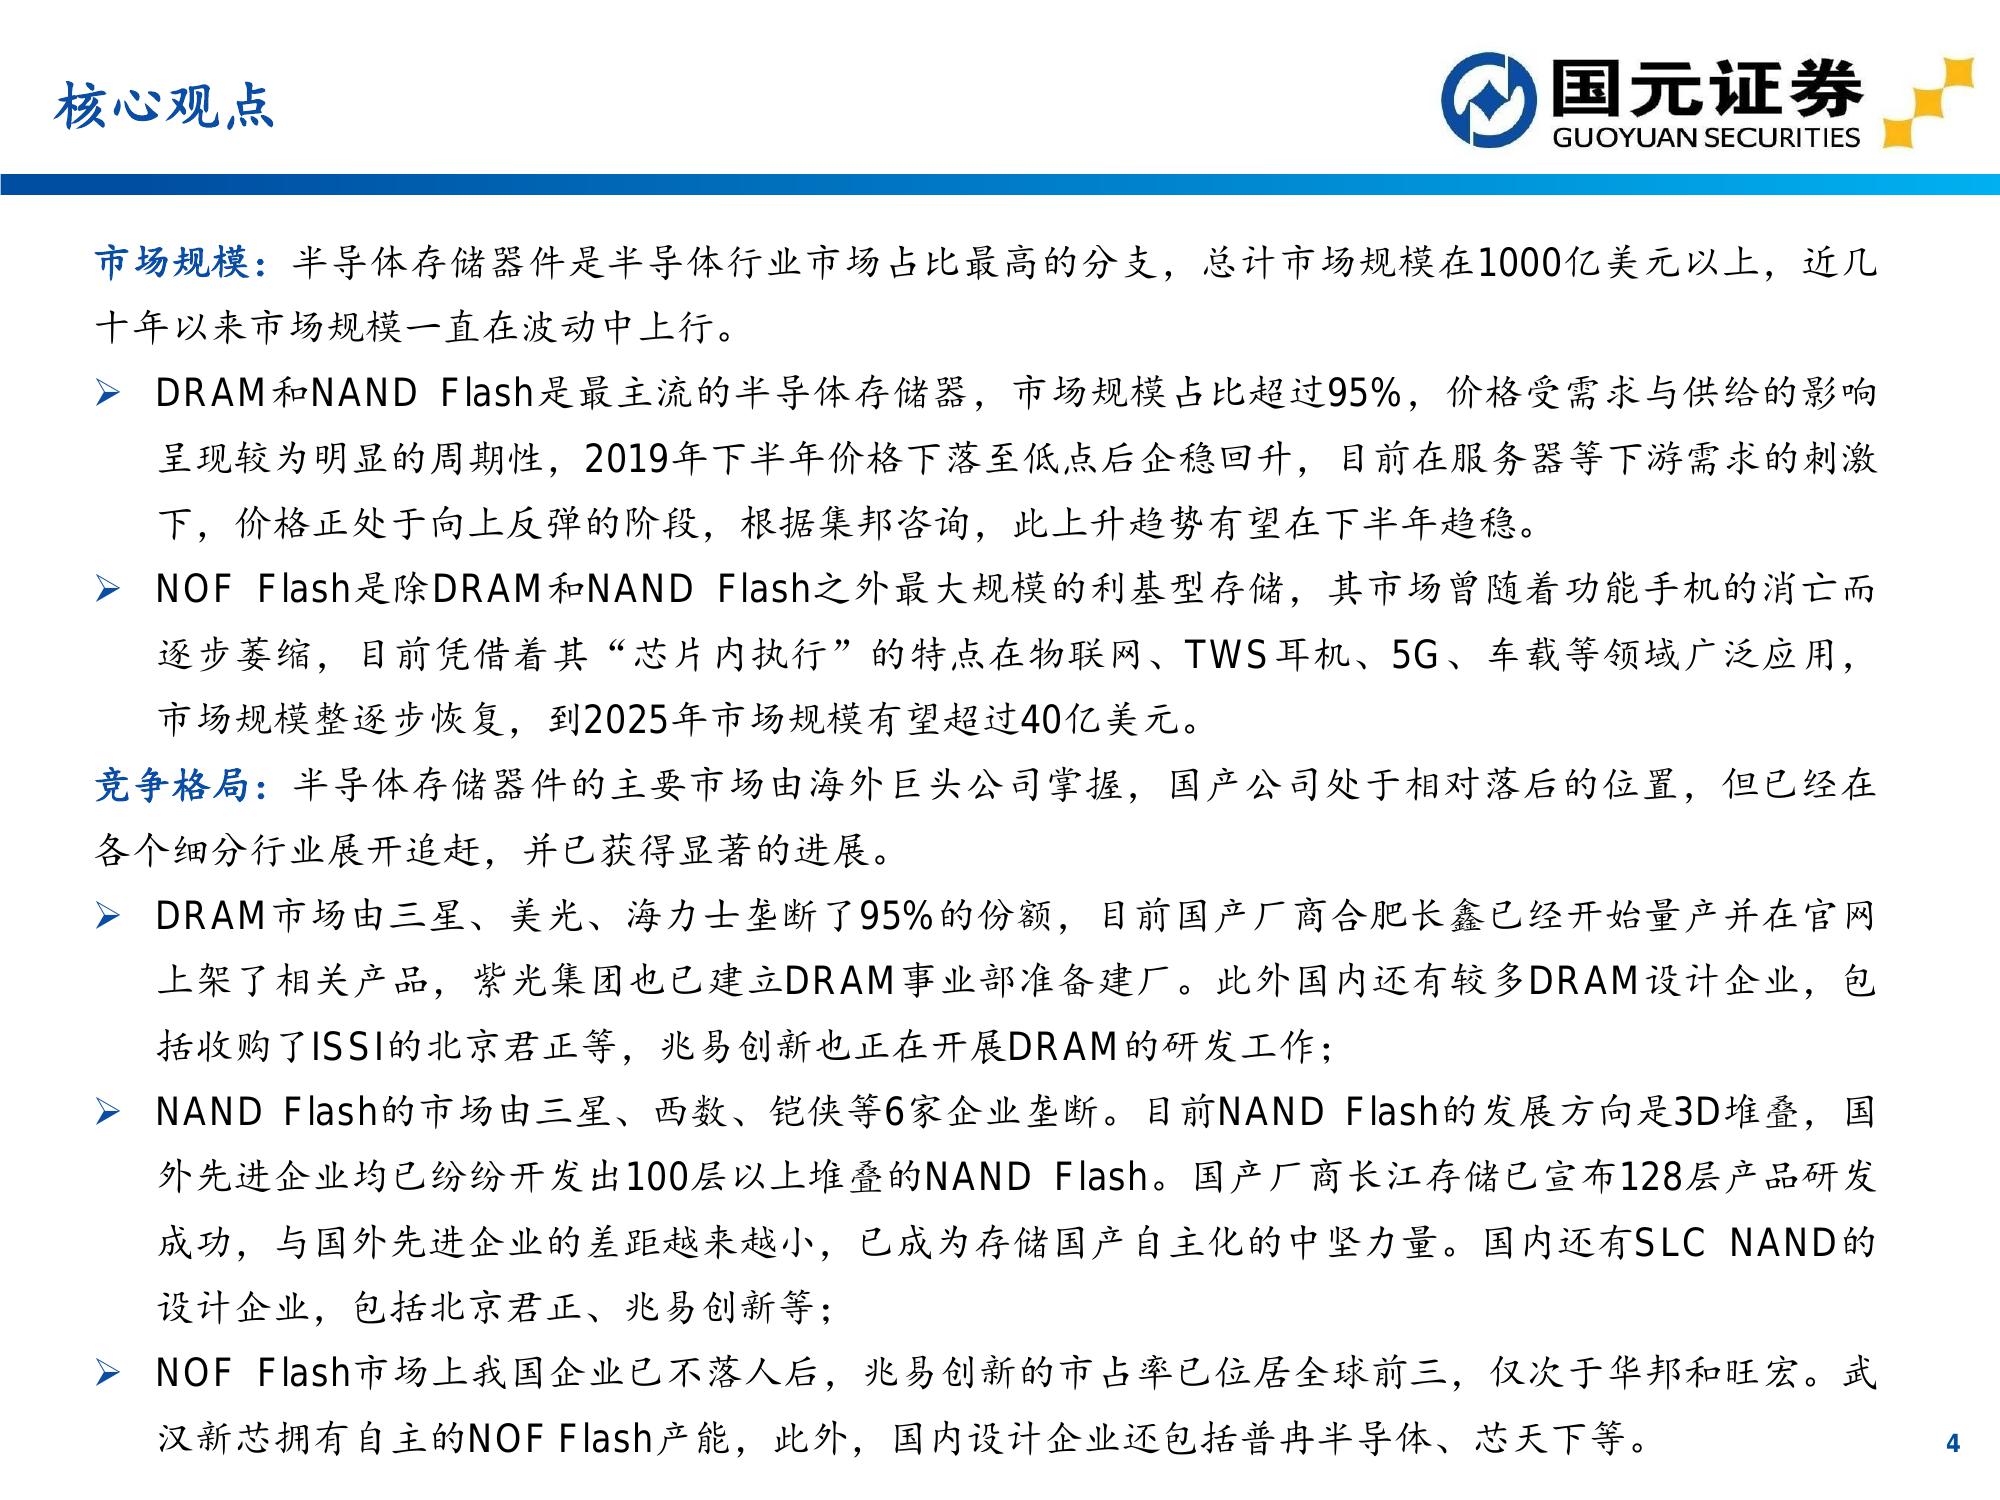 核心观点
国元证券
GUOYUAN SECURITIES
市场规模：半导体存储器件是半导体行业市场占比最高的分支，总计市场规模在1000亿美元以上，近几
十年以来市场规模一直在波动中上行。
➢ DRAM和NAND Flash是最主流的半导体存储器，市场规模占比超过95%，价格受需求与供给的影响
呈现较为明显的周期性，2019年下半年价格下落至低点后企稳回升，目前在服务器等下游需求的刺激
下，价格正处于向上反弹的阶段，根据集邦咨询，此上升趋势有望在下半年趋稳。
➢ NOF Flash是除DRAM和NAND Flash之外最大规模的利基型存储，其市场曾随着功能手机的消亡而
逐步萎缩，目前凭借着其“芯片内执行”的特点在物联网、TWS耳机、5G、车载等领域广泛应用，
市场规模整逐步恢复，到2025年市场规模有望超过40亿美元。
竞争格局：半导体存储器件的主要市场由海外巨头公司掌握，国产公司处于相对落后的位置，但已经在
各个细分行业展开追赶，并已获得显著的进展。
➢ DRAM市场由三星、美光、海力士垄断了95%的份额，目前国产厂商合肥长鑫已经开始量产并在官网
上架了相关产品，紫光集团也已建立DRAM事业部准备建厂。此外国内还有较多DRAM设计企业，包
括收购了ISSI的北京君正等，兆易创新也正在开展DRAM的研发工作；
➢ NAND Flash的市场由三星、西数、铠侠等6家企业垄断。目前NAND Flash的发展方向是3D堆叠，国
外先进企业均已纷纷开发出100层以上堆叠的NAND Flash。国产厂商长江存储已宣布128层产品研发
成功，与国外先进企业的差距越来越小，已成为存储国产自主化的中坚力量。国内还有SLC NAND的
设计企业，包括北京君正、兆易创新等；
➢ NOF Flash市场上我国企业已不落人后，兆易创新的市占率已位居全球前三，仅次于华邦和旺宏。武
汉新芯拥有自主的NOF Flash产能，此外，国内设计企业还包括普冉半导体、芯天下等。
4